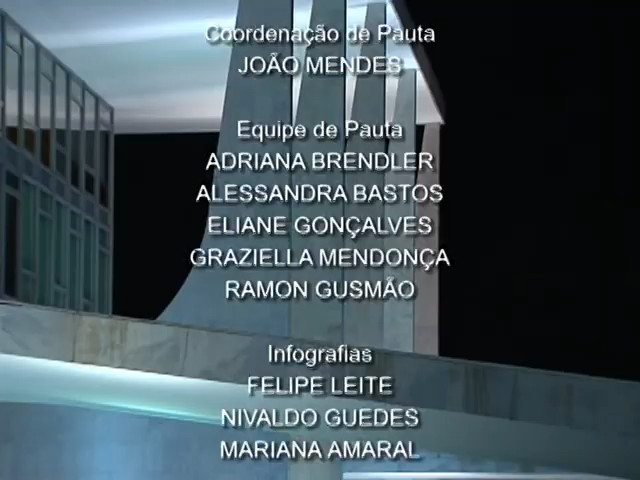 Coordenação de Pauta
JOÃO MENDES
Equipe de Pauta
ADRIANA BRENDLER
ALESSANDRA BASTOS
ELIANE GONÇALVES
GRAZIELLA MENDONÇA
RAMON GUSMÃO
Infografias
FELIPE LEITE
NIVALDO GUEDES
MARIANA AMARAL